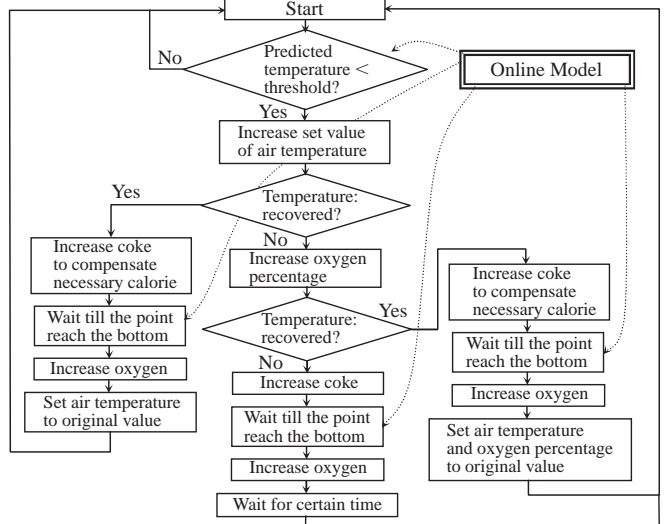 Start
No
Predicted
temperature <
threshold?
Online Model
Yes
Increase set value
of air temperature
Yes
Temperature:
recovered?
No
Increase coke
to compensate
necessary calorie
Increase oxygen
percentage
Increase coke
to compensate
necessary calorie
Wait till the point
reach the bottom
Temperature:
recovered?
Yes
Wait till the point
reach the bottom
Increase oxygen
No
Increase coke
Increase oxygen
Set air temperature
to original value
Wait till the point
reach the bottom
Set air temperature
and oxygen percentage
to original value
Increase oxygen
Wait for certain time